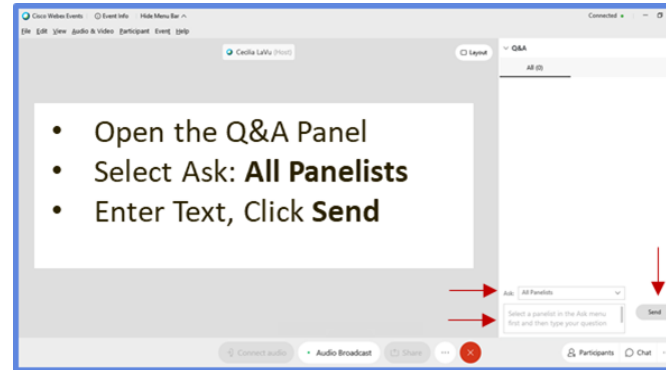 Cisco Webex Events Event Info Hide Menu Bar Connected
File Edit View Audio & Video Participant Event Help
Cecilia LaVu (Host)
Layout
Q&A
All (0)
• Open the Q&A Panel
• Select Ask: All Panelists
• Enter Text, Click Send
Ask: All Panelists
Select a panelist in the Ask menu
first and then type your question
Send
Connect audio Audio Broadcast Share Participants Chat